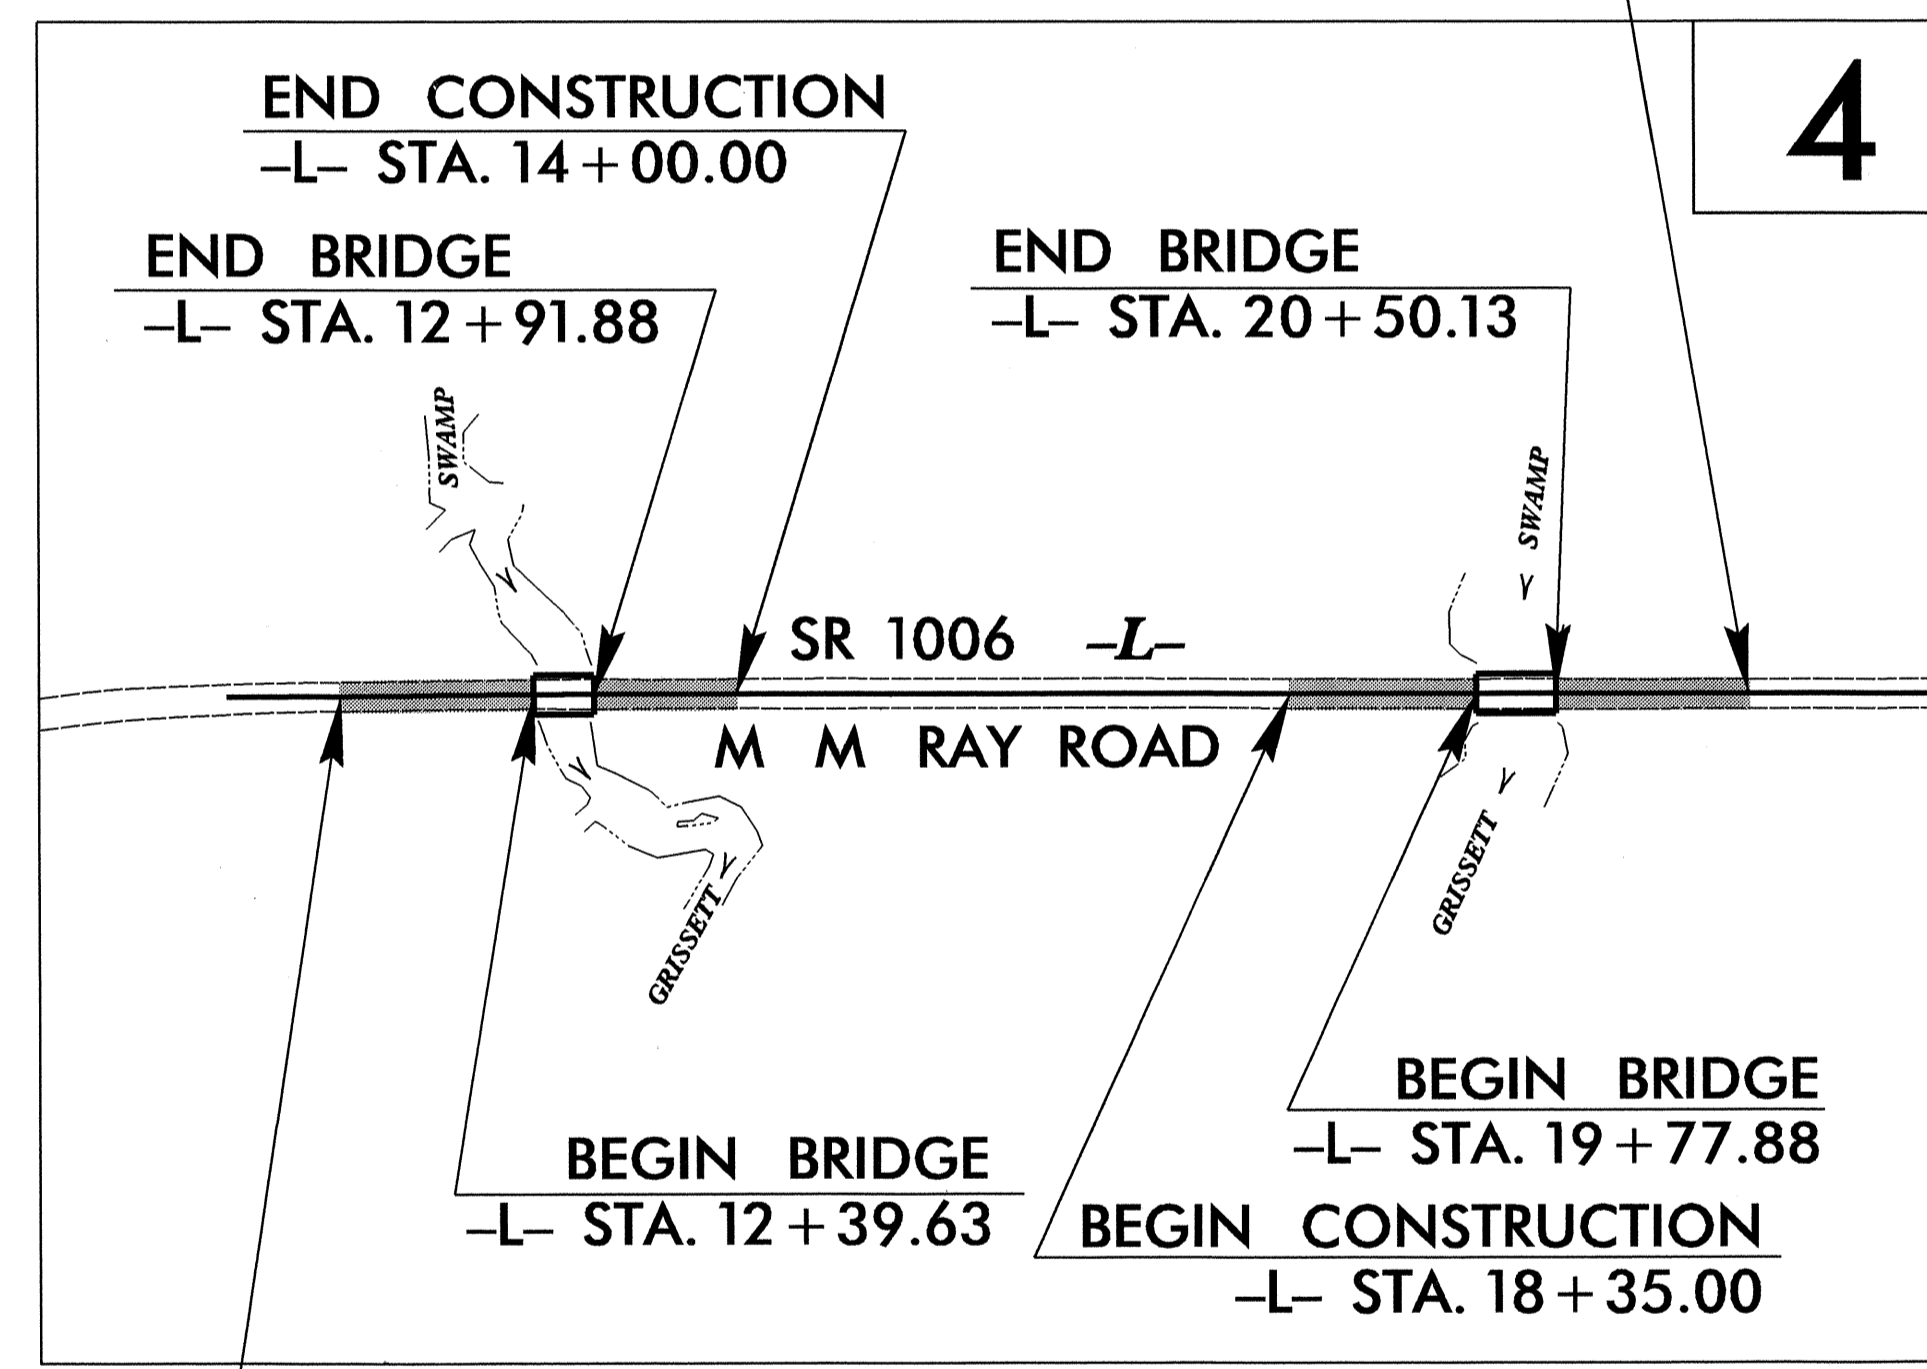 4
END CONSTRUCTION
–L– STA. 14+00.00
END BRIDGE
–L– STA. 12+91.88
END BRIDGE
–L– STA. 20+50.13
SWAMP
SWAMP
SR 1006 –L–
M M RAY ROAD
GRISSETT
GRISSETT
BEGIN BRIDGE
–L– STA. 19+77.88
BEGIN BRIDGE
–L– STA. 12+39.63
BEGIN CONSTRUCTION
–L– STA. 18+35.00